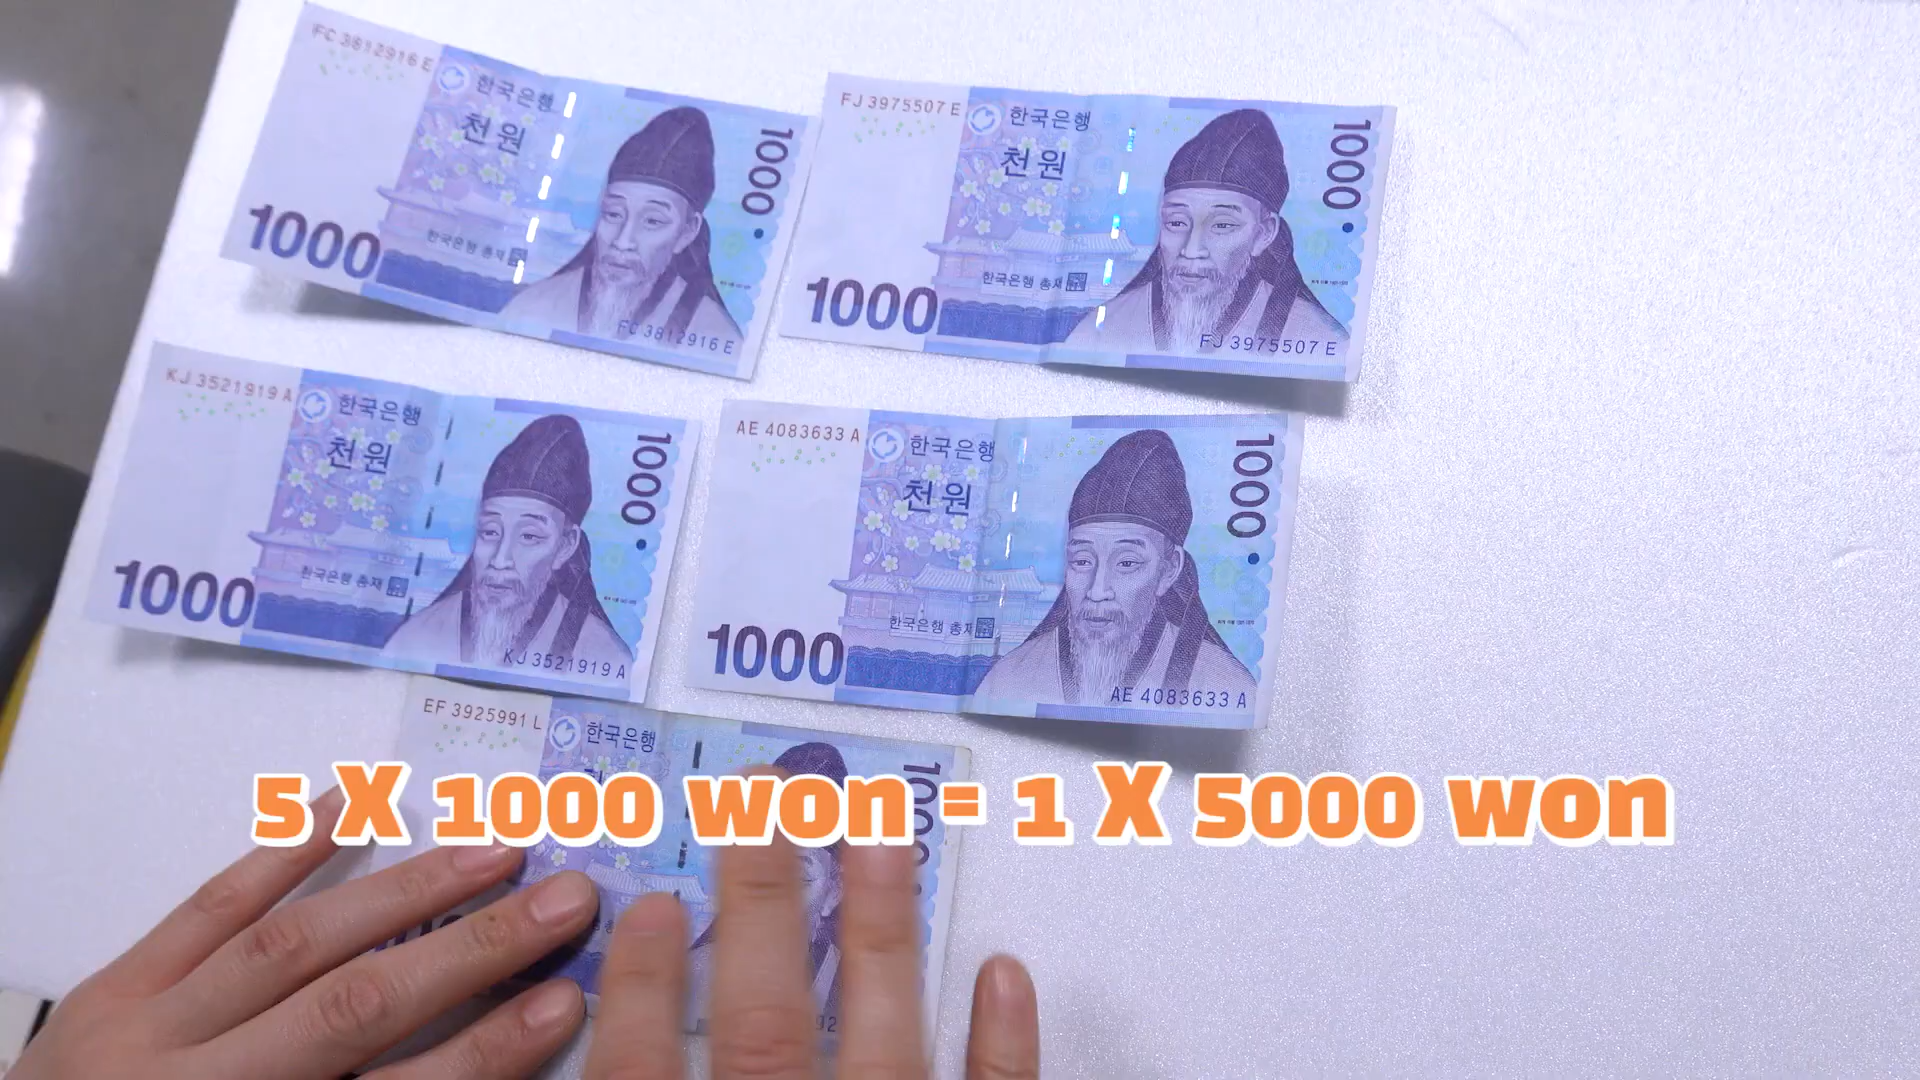 FC 3812916 E
한국은행
천원
1000
1000
한국은행 총재
FC 3812916 E
FJ 3975507 E
한국은행
천원
1000
1000
한국은행 총재
FJ 3975507 E
KJ 3521919 A
한국은행
천원
1000
1000
한국은행 총재
KJ 3521919 A
AE 4083633 A
한국은행
천원
1000
1000
한국은행 총재
AE 4083633 A
EF 3925991 L
한국은행
5 X 1000 won = 1 X 5000 won